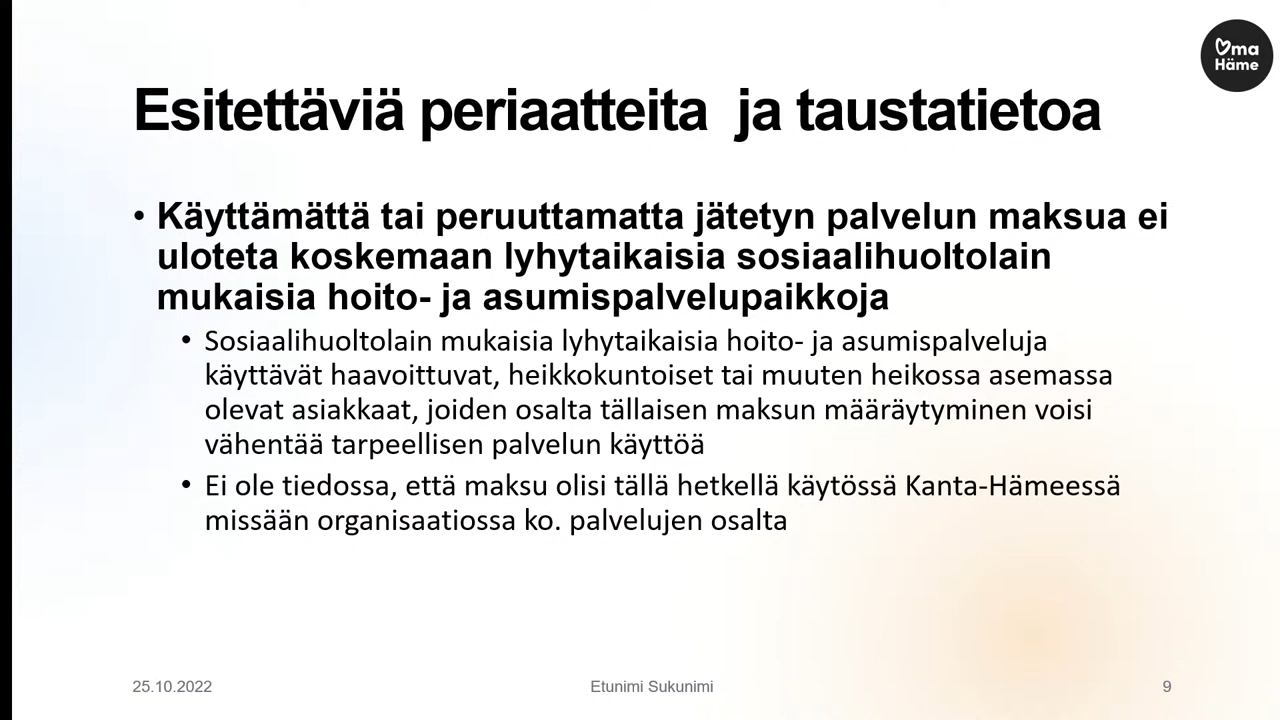 Oma
Häme
Esitettäviä periaatteita ja taustatietoa
• Käyttämättä tai peruuttamatta jätetyn palvelun maksua ei
uloteta koskemaan lyhytaikaisia sosiaalihuoltolain
mukaisia hoito- ja asumispalvelupaikkoja
• Sosiaalihuoltolain mukaisia lyhytaikaisia hoito- ja asumispalveluja
käyttävät haavoittuvat, heikkokuntoiset tai muuten heikossa asemassa
olevat asiakkaat, joiden osalta tällaisen maksun määräytyminen voisi
vähentää tarpeellisen palvelun käyttöä
• Ei ole tiedossa, että maksu olisi tällä hetkellä käytössä Kanta-Hämeessä
missään organisaatiossa ko. palvelujen osalta
25.10.2022
Etunimi Sukunimi
9